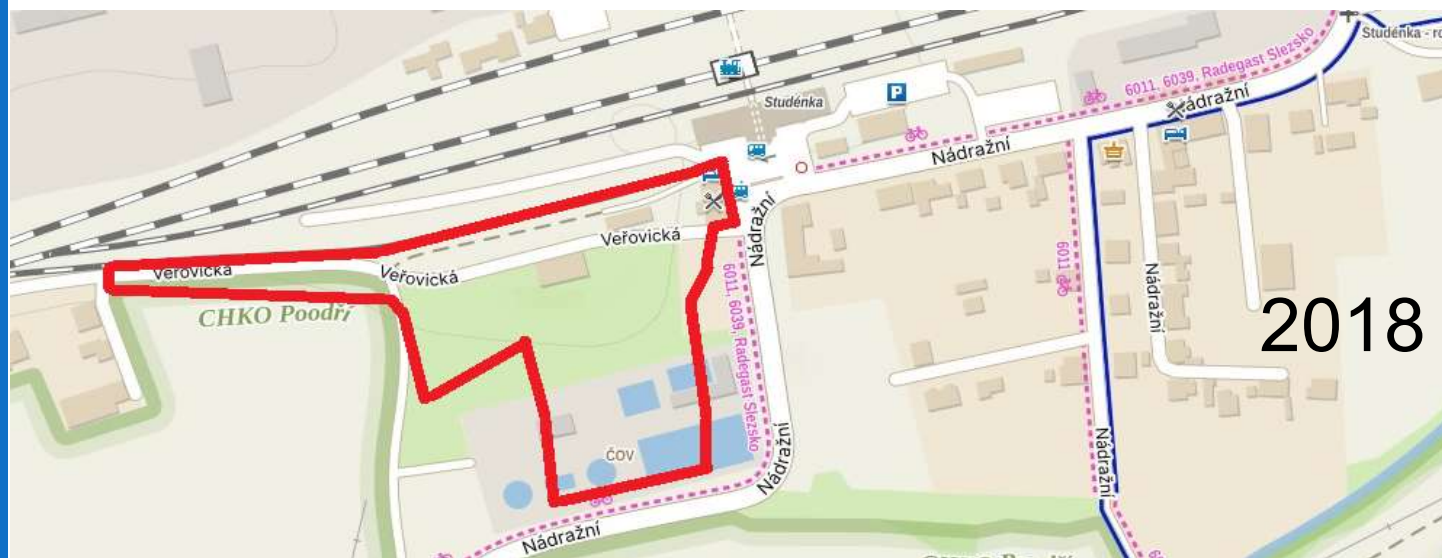 Studénka - ro
6011, 6039, Radegast Slezsko
Nádražní
Studénka
P
Nádražní
Nádražní
Veřovická
6011
Veřovická
Veřovická
6011, 6039, Radegast Slezsko
Nádražní
CHKO Poodří
2018
Nádražní
Nádražní
ČOV
Nádražní